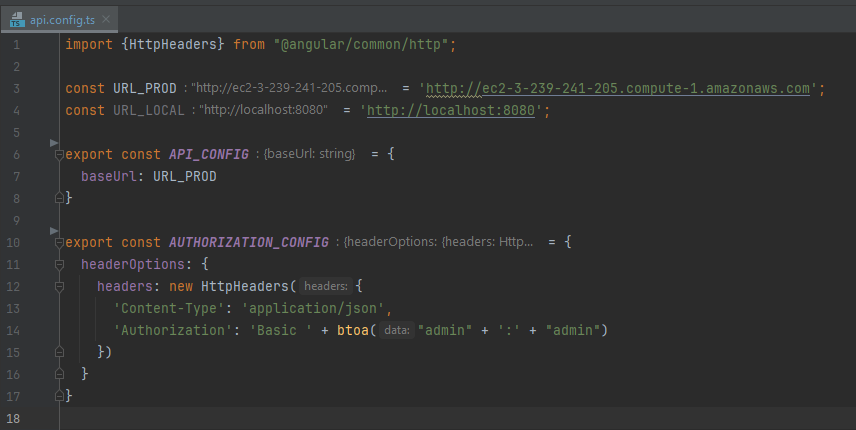 api.config.ts
1 import {HttpHeaders} from "@angular/common/http";
2
3 const URL_PROD : "http://ec2-3-239-241-205.comp... = 'http://ec2-3-239-241-205.compute-1.amazonaws.com';
4 const URL_LOCAL : "http://localhost:8080" = 'http://localhost:8080';
5
6 export const API_CONFIG : {baseUrl: string} = {
7 baseUrl: URL_PROD
8 }
9
10 export const AUTHORIZATION_CONFIG : {headerOptions: {headers: Http... = {
11 headerOptions: {
12 headers: new HttpHeaders( headers: {
13 'Content-Type': 'application/json',
14 'Authorization': 'Basic ' + btoa( data: "admin" + ':' + "admin")
15 })
16 }
17 }
18